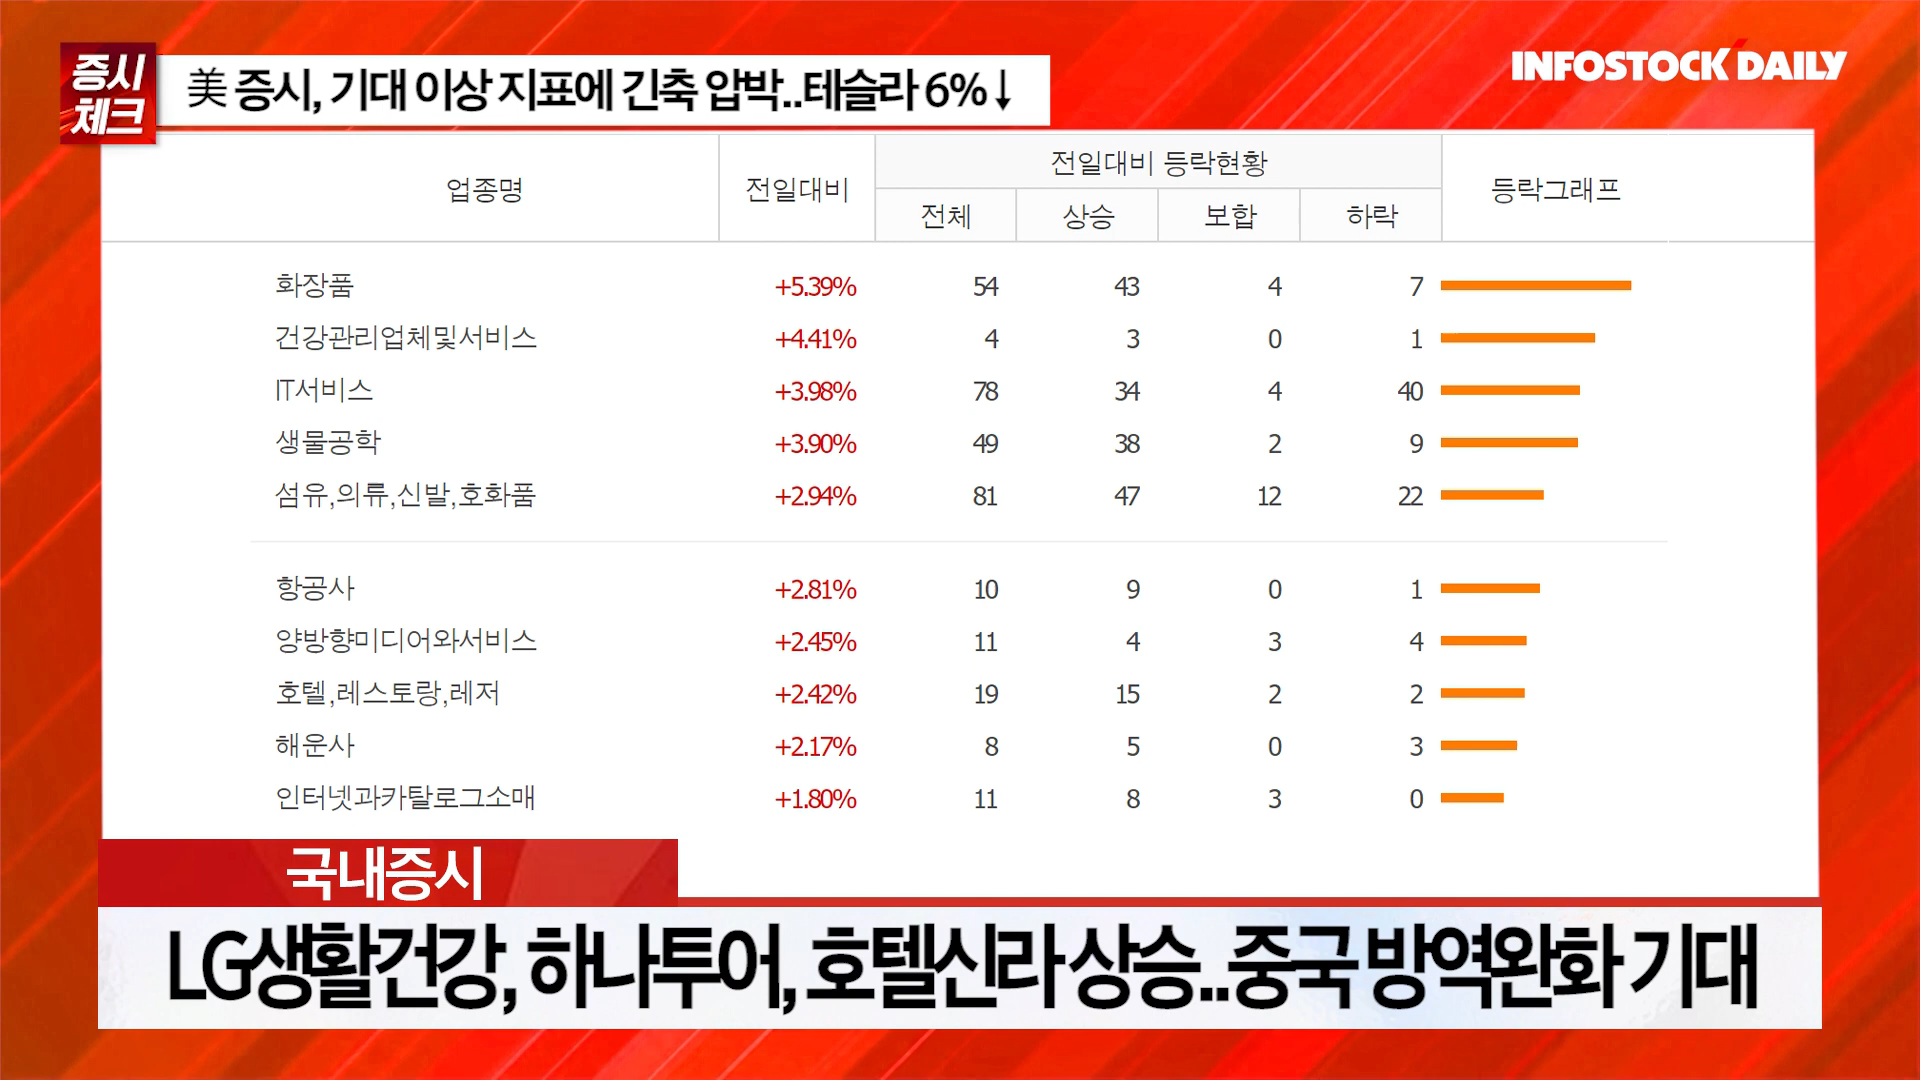 증시
체크
美 증시, 기대 이상 지표에 긴축 압박..테슬라 6%↓
INFOSTOCK DAILY
업종명 전일대비 전일대비 등락현황 등락그래프
전체 상승 보합 하락
화장품 +5.39% 54 43 4 7
건강관리업체및서비스 +4.41% 4 3 0 1
IT서비스 +3.98% 78 34 4 40
생물공학 +3.90% 49 38 2 9
섬유,의류,신발,호화품 +2.94% 81 47 12 22
항공사 +2.81% 10 9 0 1
양방향미디어와서비스 +2.45% 11 4 3 4
호텔,레스토랑,레저 +2.42% 19 15 2 2
해운사 +2.17% 8 5 0 3
인터넷과카탈로그소매 +1.80% 11 8 3 0
국내증시
LG생활건강, 하나투어, 호텔신라 상승..중국 방역완화 기대